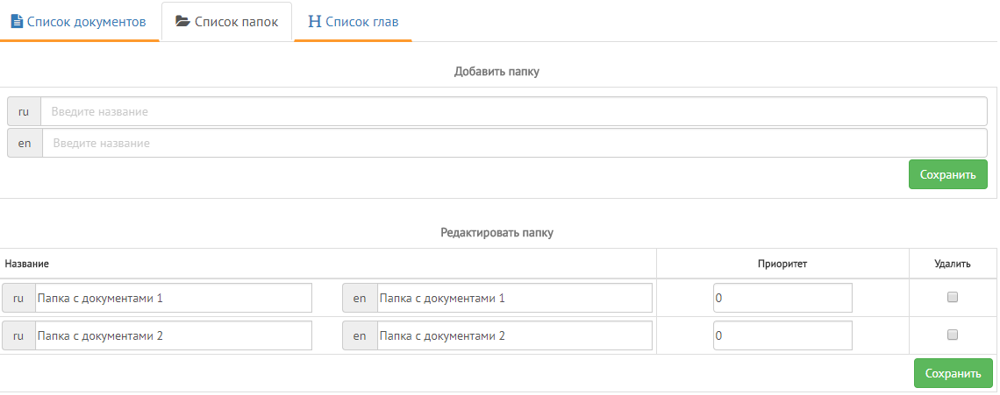 Список документов Список папок Список глав
Добавить папку
ru Введите название
en Введите название
Сохранить
Редактировать папку
Название Приоритет Удалить
ru Папка с документами 1 en Папка с документами 1 0
ru Папка с документами 2 en Папка с документами 2 0
Сохранить